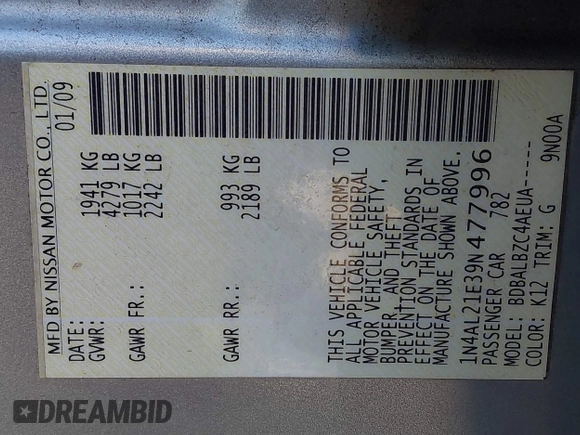 MFD BY NISSAN MOTOR CO., LTD.
DATE: 01/09
GVWR: 1941 KG
4279 LB
GAWR FR.: 1017 KG
2242 LB
GAWR RR.: 993 KG
2189 LB
THIS VEHICLE CONFORMS TO
ALL APPLICABLE FEDERAL
MOTOR VEHICLE SAFETY,
BUMPER, AND THEFT
PREVENTION STANDARDS IN
EFFECT ON THE DATE OF
MANUFACTURE SHOWN ABOVE.
1N4AL21E39N477996
PASSENGER CAR 782
MODEL: BDBALBZC4AEUA-----
COLOR: K12 TRIM: G 9N00A
DREAMBID